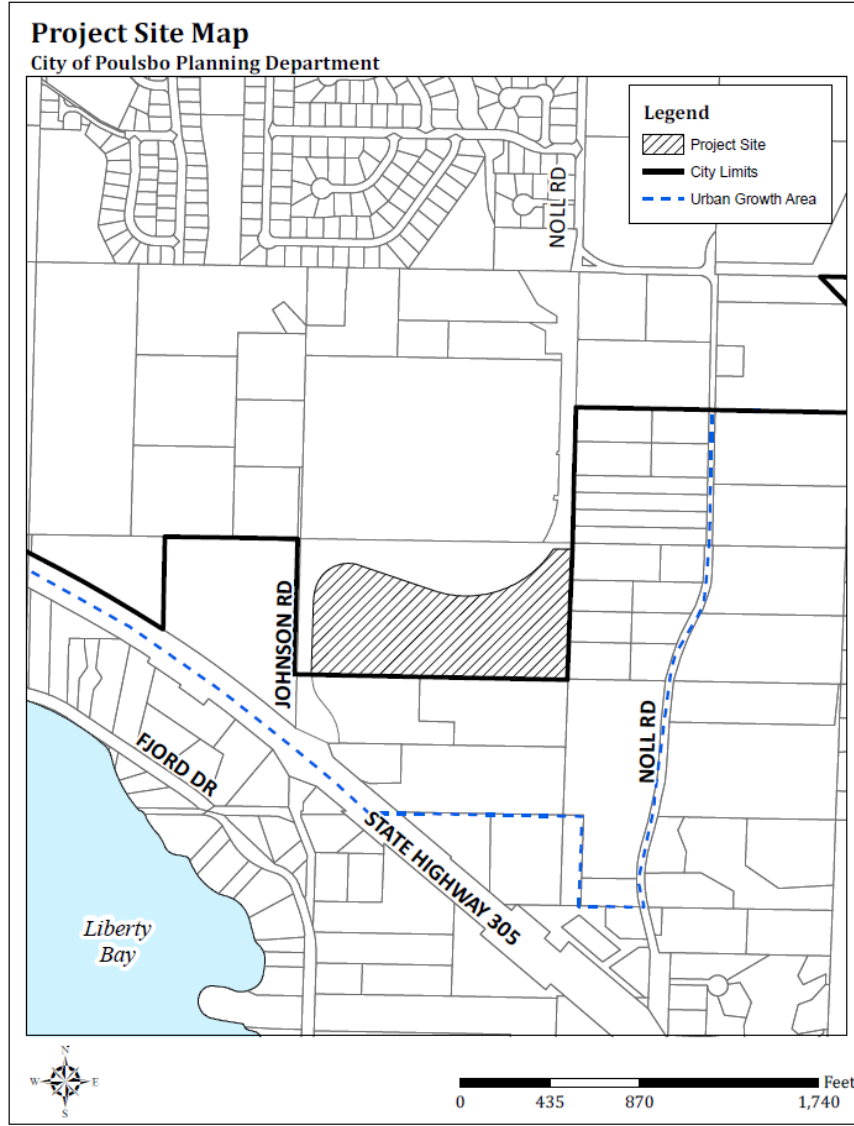 Project Site Map
City of Poulsbo Planning Department
Legend
Project Site
City Limits
Urban Growth Area
NOLL RD
JOHNSON RD
NOLL RD
FJORD DR
STATE HIGHWAY 305
Liberty
Bay
N
W E
S
Feet
0 435 870 1,740